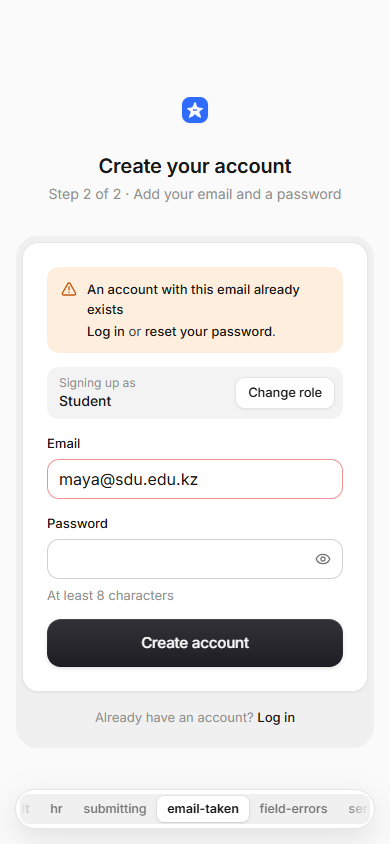 Create your account
Step 2 of 2 · Add your email and a password
An account with this email already
exists
Log in or reset your password.
Signing up as
Student
Change role
Email
maya@sdu.edu.kz
Password
At least 8 characters
Create account
Already have an account? Log in
hr submitting email-taken field-errors